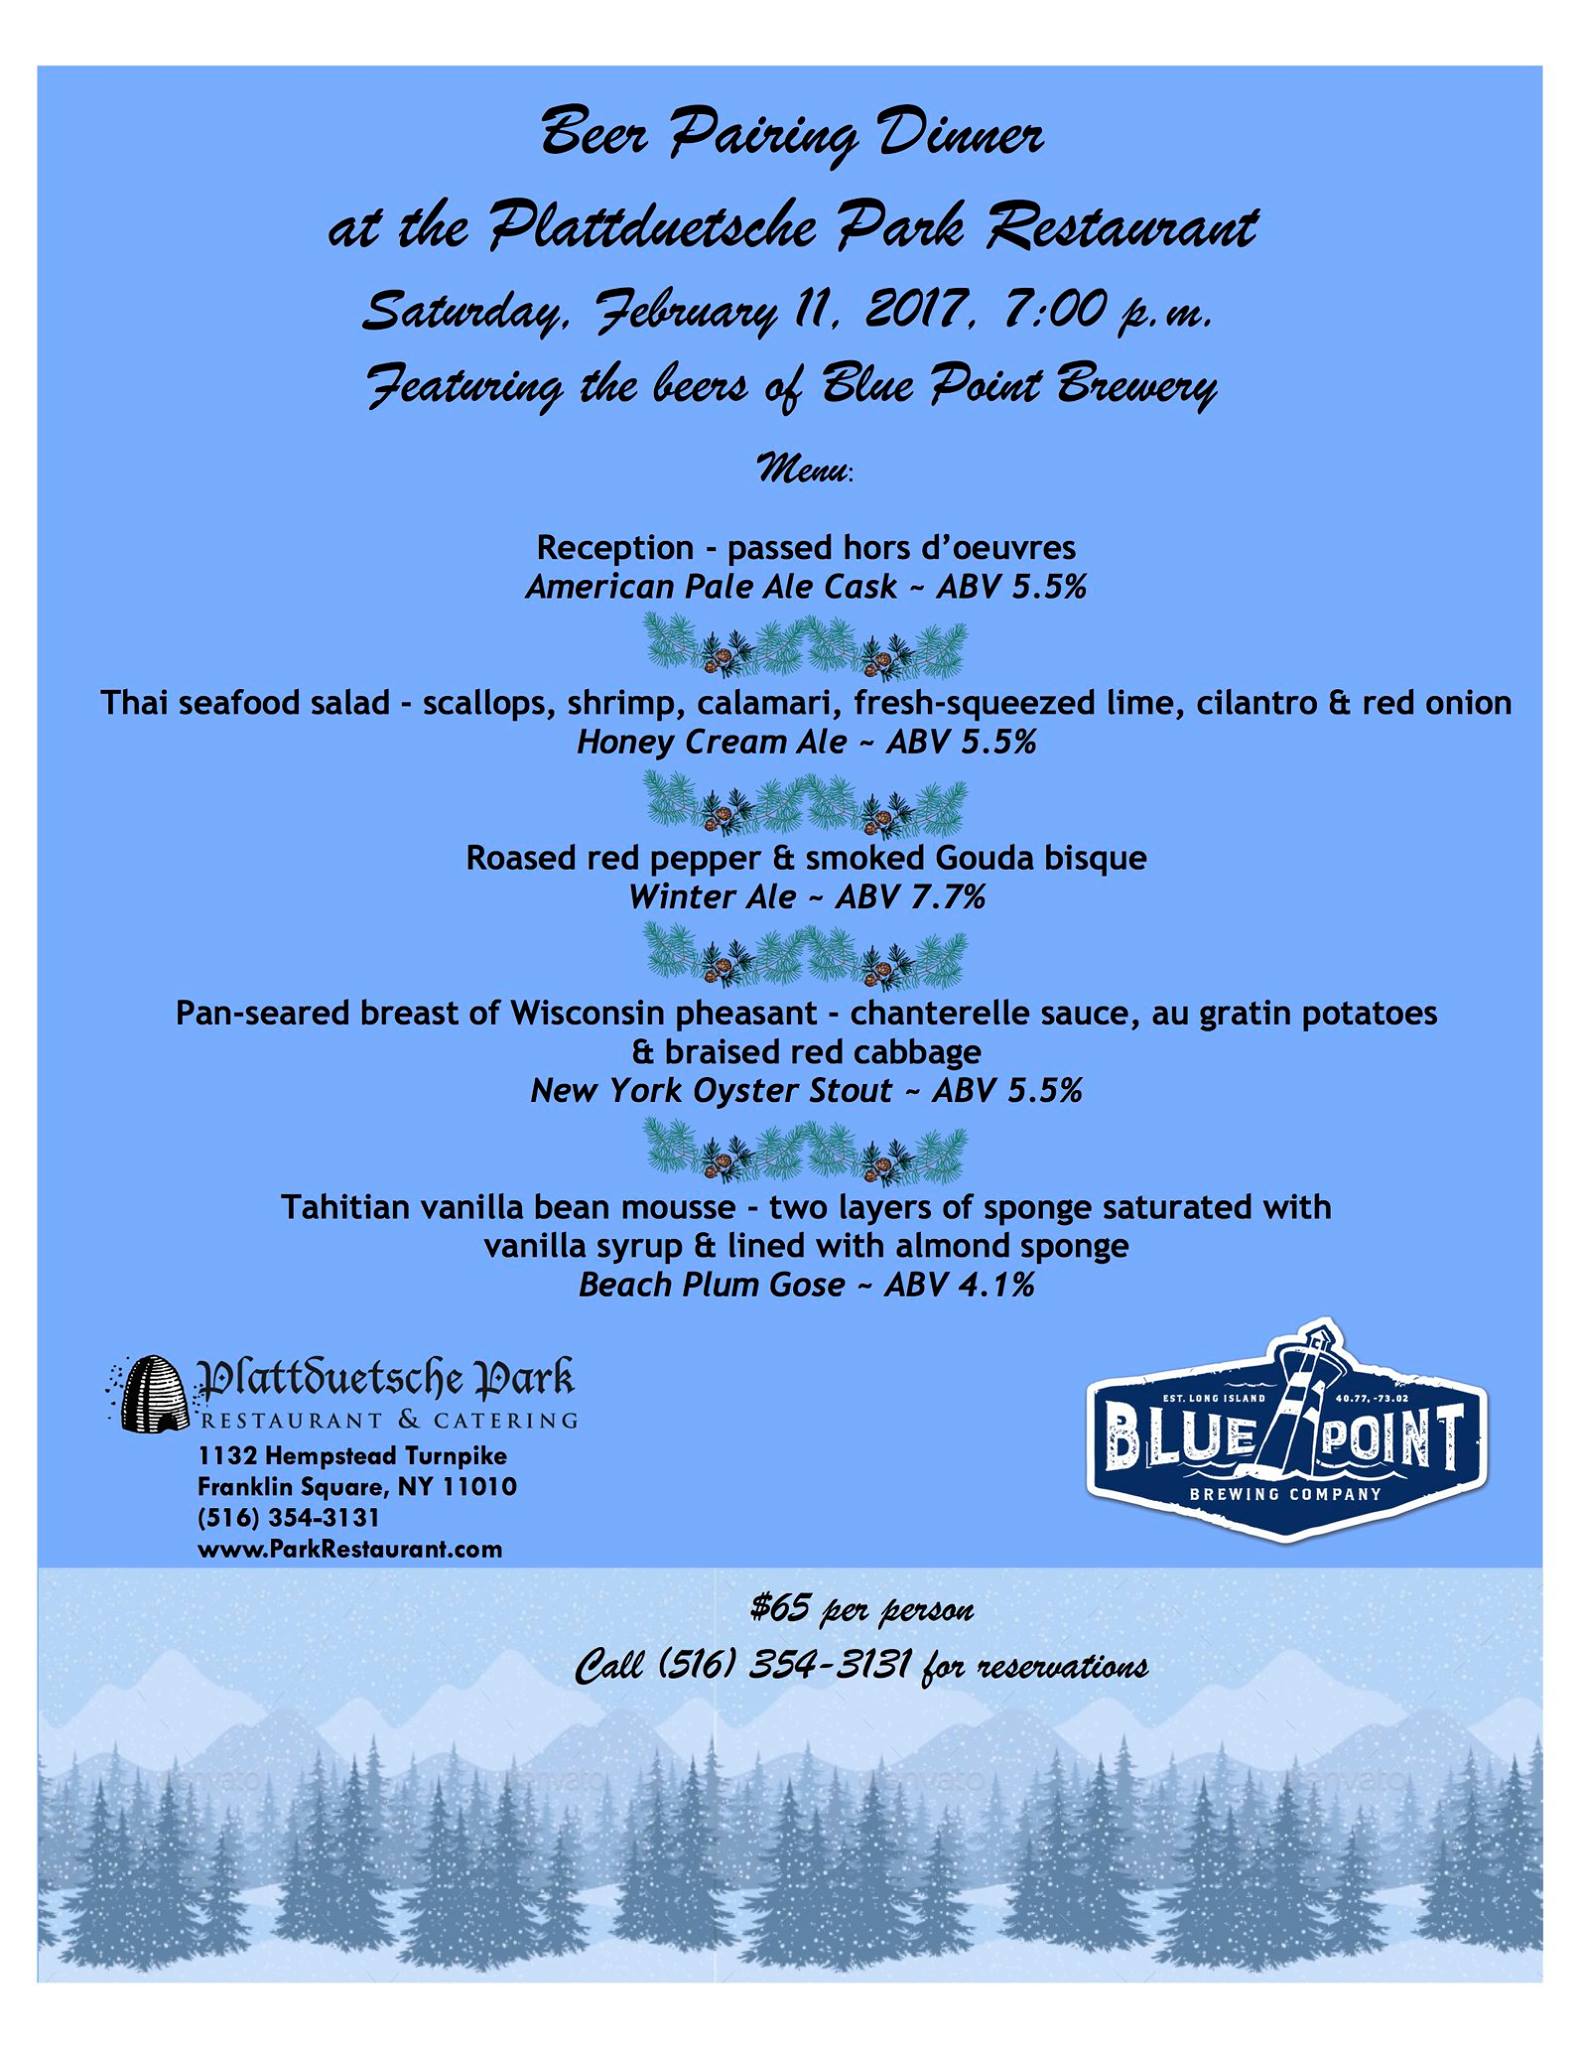 Beer Pairing Dinner
at the Plattduetsche Park Restaurant
Saturday, February 11, 2017, 7:00 p.m.
Featuring the beers of Blue Point Brewery
Menu:
Reception - passed hors d’oeuvres
American Pale Ale Cask ~ ABV 5.5%
Thai seafood salad - scallops, shrimp, calamari, fresh-squeezed lime, cilantro & red onion
Honey Cream Ale ~ ABV 5.5%
Roased red pepper & smoked Gouda bisque
Winter Ale ~ ABV 7.7%
Pan-seared breast of Wisconsin pheasant - chanterelle sauce, au gratin potatoes
& braised red cabbage
New York Oyster Stout ~ ABV 5.5%
Tahitian vanilla bean mousse - two layers of sponge saturated with
vanilla syrup & lined with almond sponge
Beach Plum Gose ~ ABV 4.1%
Plattduetsche Park
RESTAURANT & CATERING
1132 Hempstead Turnpike
Franklin Square, NY 11010
(516) 354-3131
www.ParkRestaurant.com
EST. LONG ISLAND 40.77, -73.02
BLUE POINT
BREWING COMPANY
$65 per person
Call (516) 354-3131 for reservations
envato envato envato envato